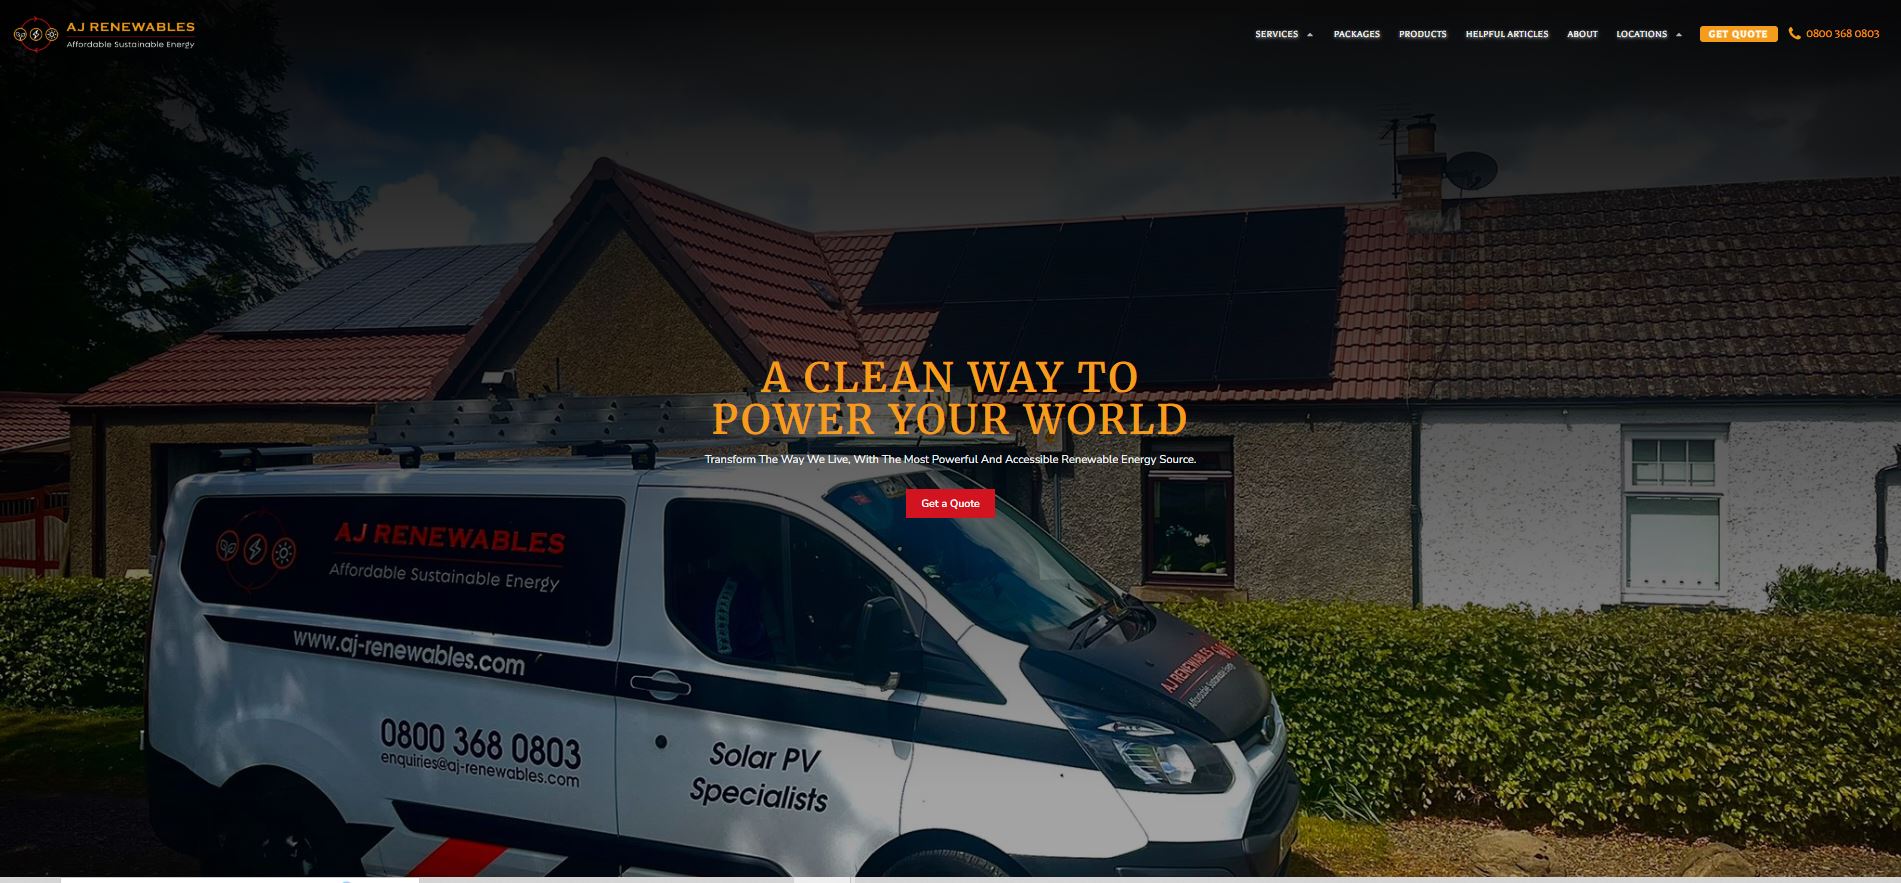 AJ RENEWABLES
Affordable Sustainable Energy
SERVICES PACKAGES PRODUCTS HELPFUL ARTICLES ABOUT LOCATIONS GET QUOTE 0800 368 0803
A CLEAN WAY TO
POWER YOUR WORLD
Transform The Way We Live, With The Most Powerful And Accessible Renewable Energy Source.
Get a Quote
AJ RENEWABLES
Affordable Sustainable Energy
www.aj-renewables.com
0800 368 0803
enquiries@aj-renewables.com
Solar PV
Specialists
AJ RENEWABLES
Affordable Sustainable Energy